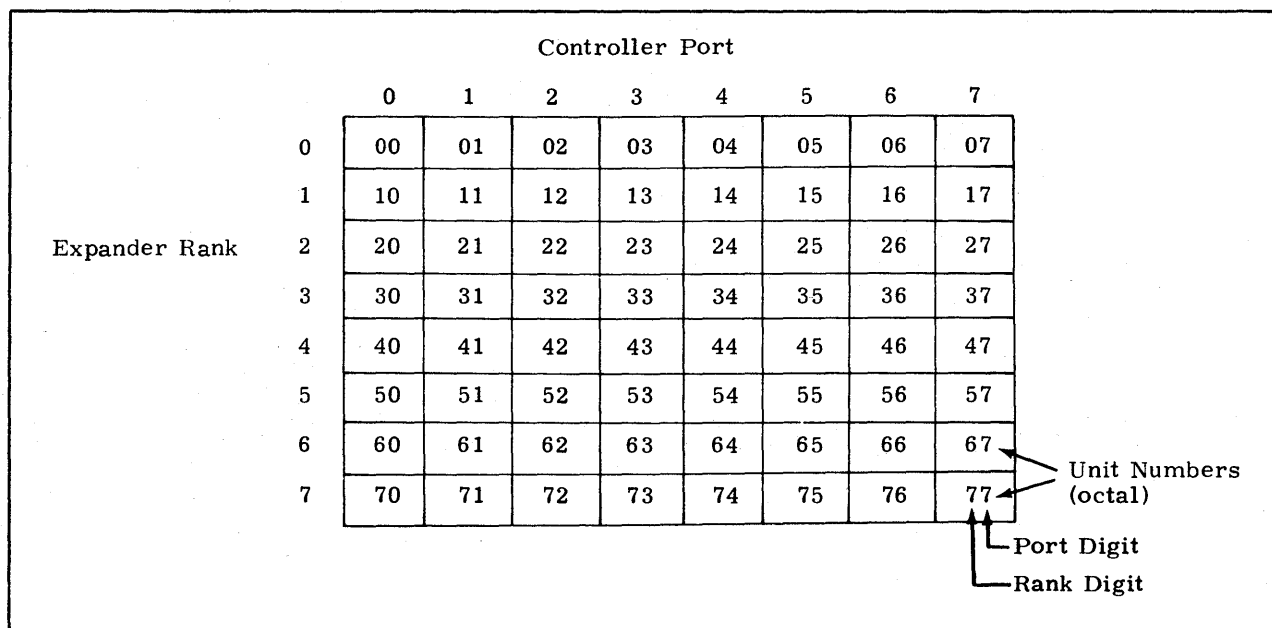 Controller Port
0 1 2 3 4 5 6 7
0 00 01 02 03 04 05 06 07
1 10 11 12 13 14 15 16 17
Expander Rank 2 20 21 22 23 24 25 26 27
3 30 31 32 33 34 35 36 37
4 40 41 42 43 44 45 46 47
5 50 51 52 53 54 55 56 57
6 60 61 62 63 64 65 66 67
Unit Numbers
(octal)
7 70 71 72 73 74 75 76 77
Port Digit
Rank Digit